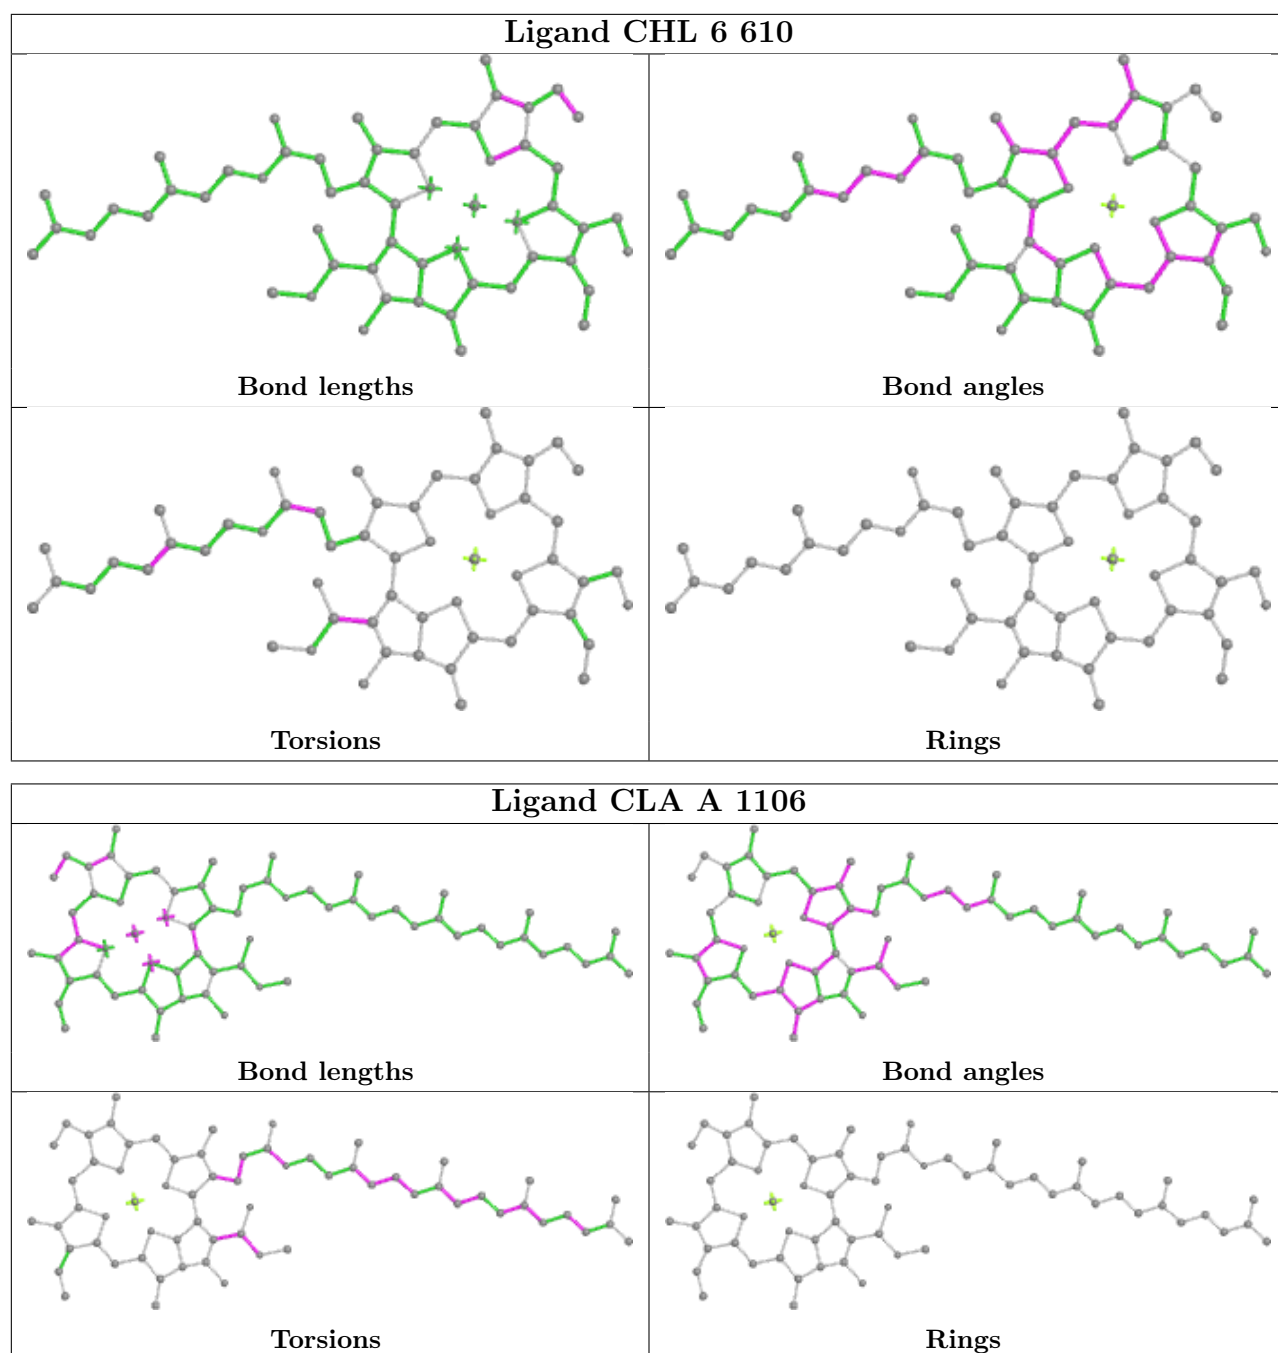 Ligand CHL 6 610
Bond lengths
Bond angles
Torsions
Rings
Ligand CLA A 1106
Bond lengths
Bond angles
Torsions
Rings